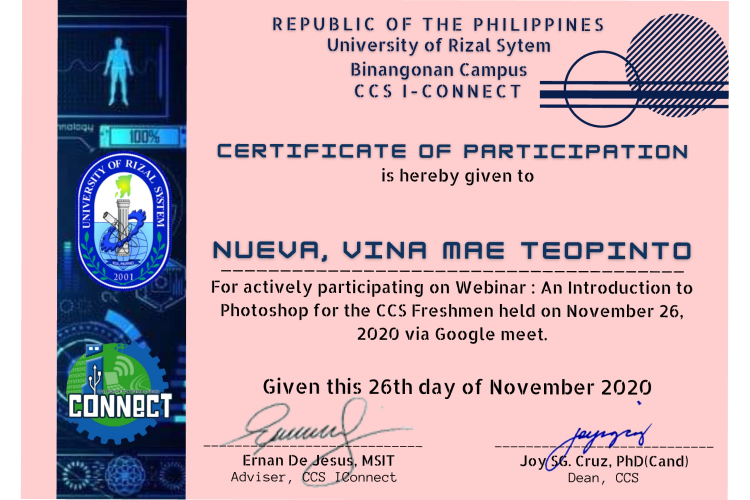 REPUBLIC OF THE PHILIPPINES
University of Rizal Sytem
Binangonan Campus
CCS I-CONNECT
CERTIFICATE OF PARTICIPATION
is hereby given to
NUEVA, VINA MAE TEOPINTO
For actively participating on Webinar : An Introduction to
Photoshop for the CCS Freshmen held on November 26,
2020 via Google meet.
Given this 26th day of November 2020
Ernan De Jesus, MSIT
Adviser, CCS IConnect
Joy SG. Cruz, PhD(Cand)
Dean, CCS
100%
UNIVERSITY OF RIZAL SYSTEM
2001
CONNECT